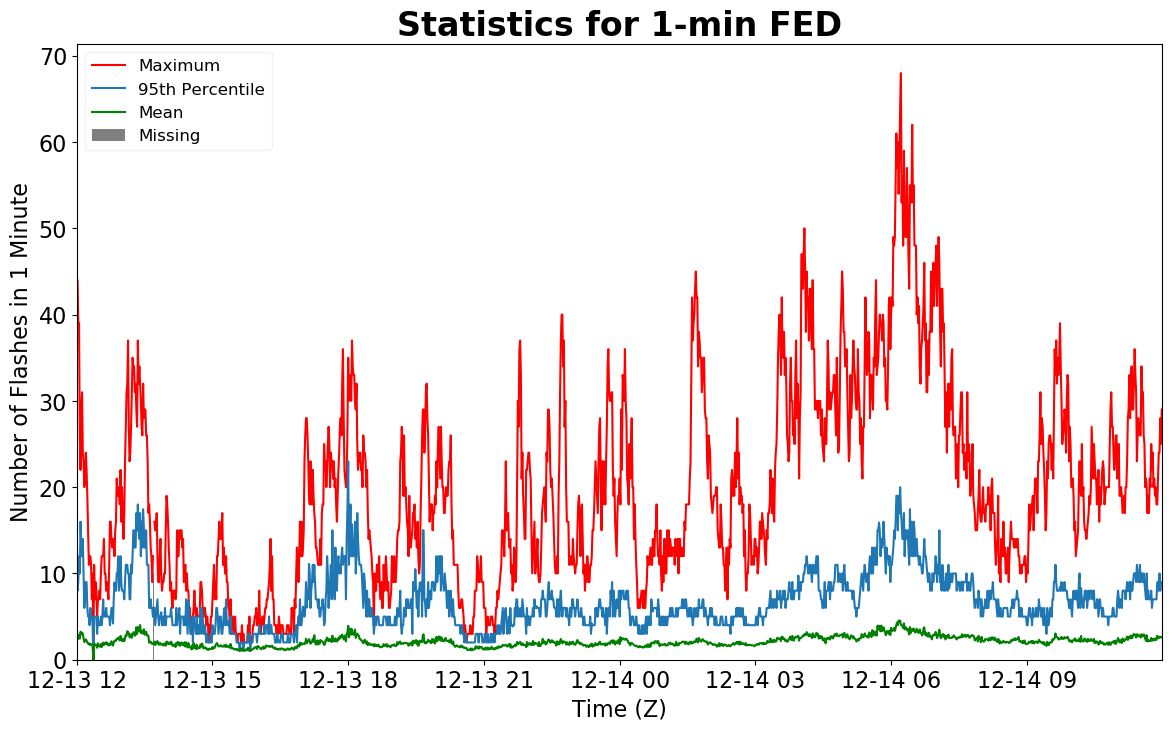 Statistics for 1-min FED
Maximum
95th Percentile
Mean
Missing
Number of Flashes in 1 Minute
70
60
50
40
30
20
10
0
12-13 12
12-13 15
12-13 18
12-13 21
12-14 00
12-14 03
12-14 06
12-14 09
Time (Z)